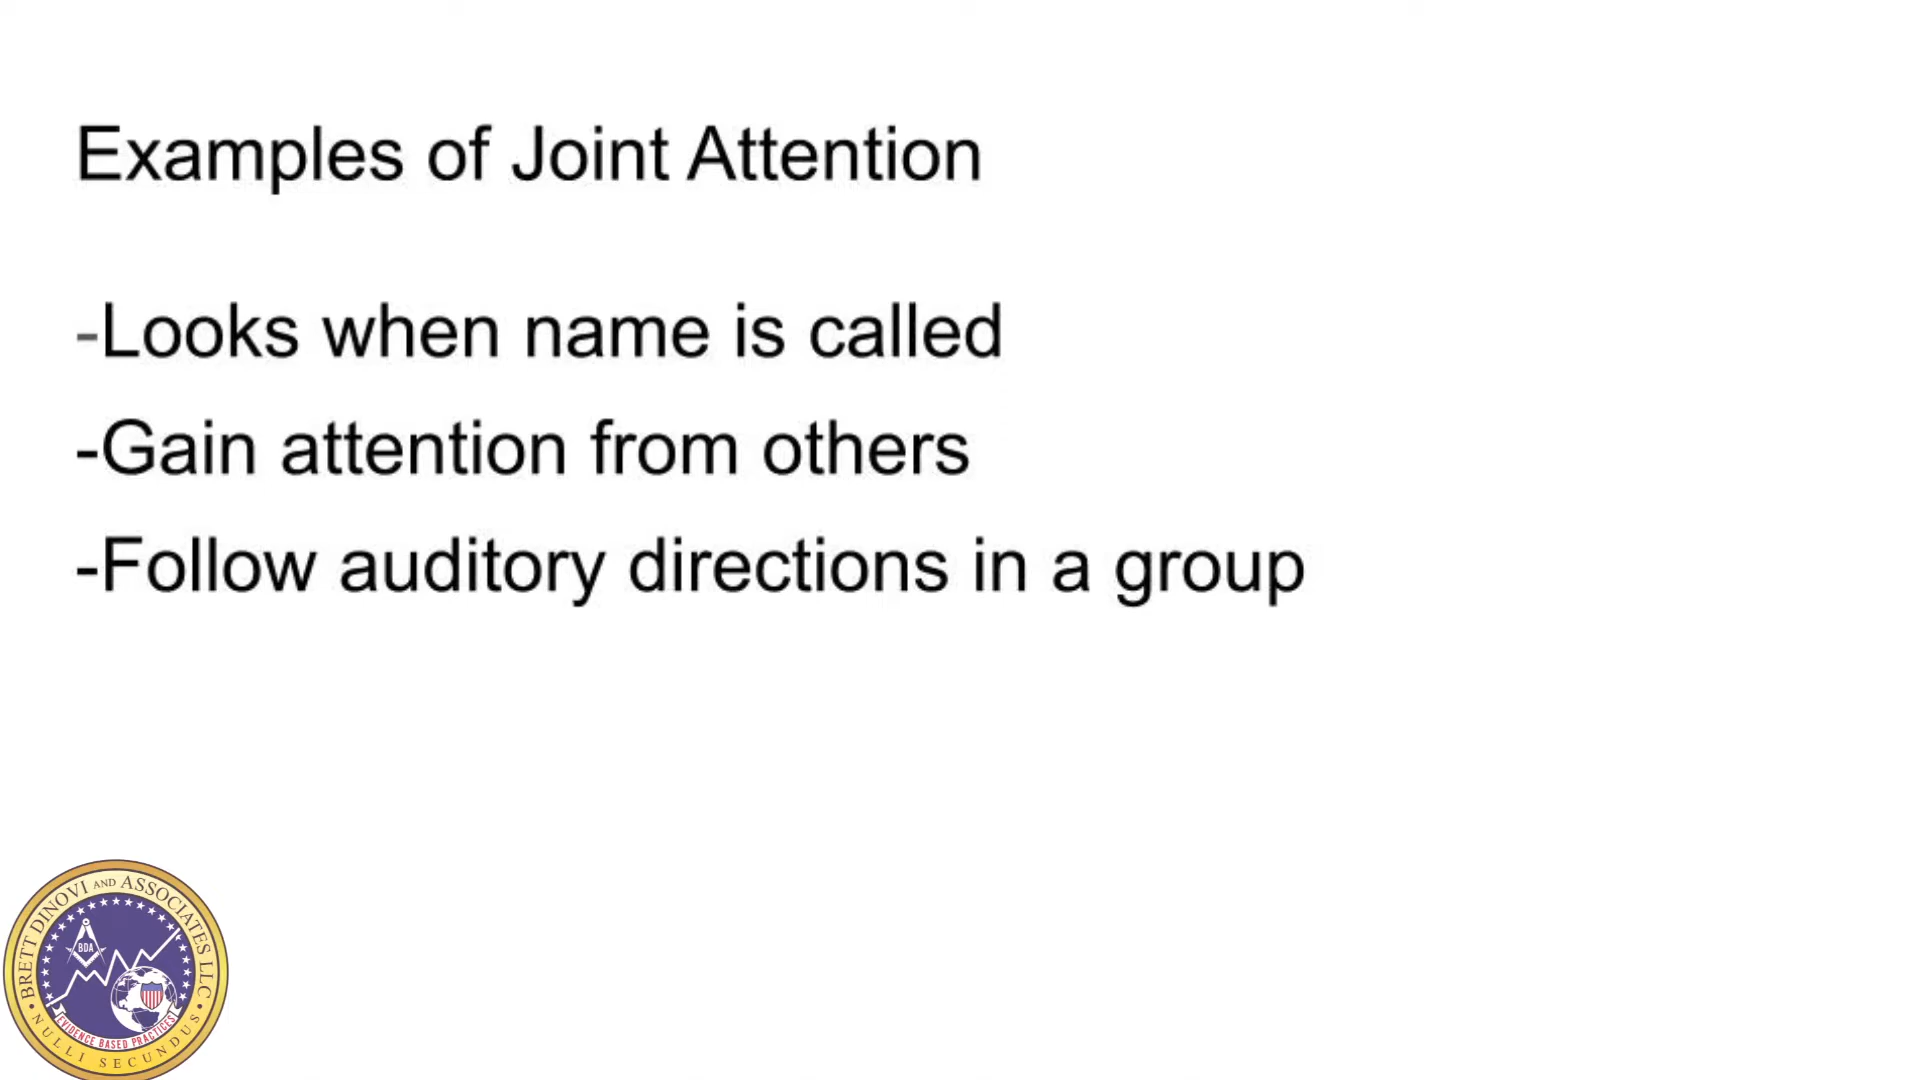 Examples of Joint Attention
-Looks when name is called
-Gain attention from others
-Follow auditory directions in a group
BRETT DINOVI AND ASSOCIATES LLC
BDA
EVIDENCE BASED PRACTICES
NULLI SECUNDUS